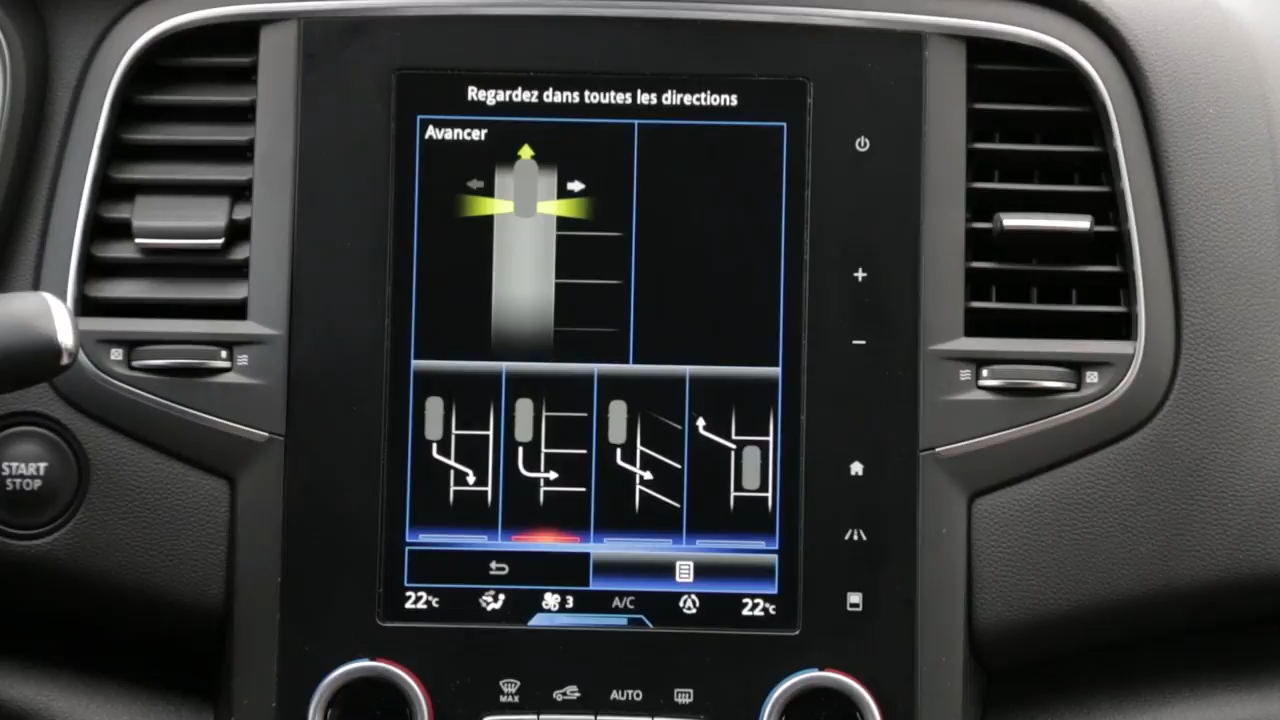 Regardez dans toutes les directions
Avancer
START
STOP
22°C
3
A/C
A
22°C
MAX
AUTO